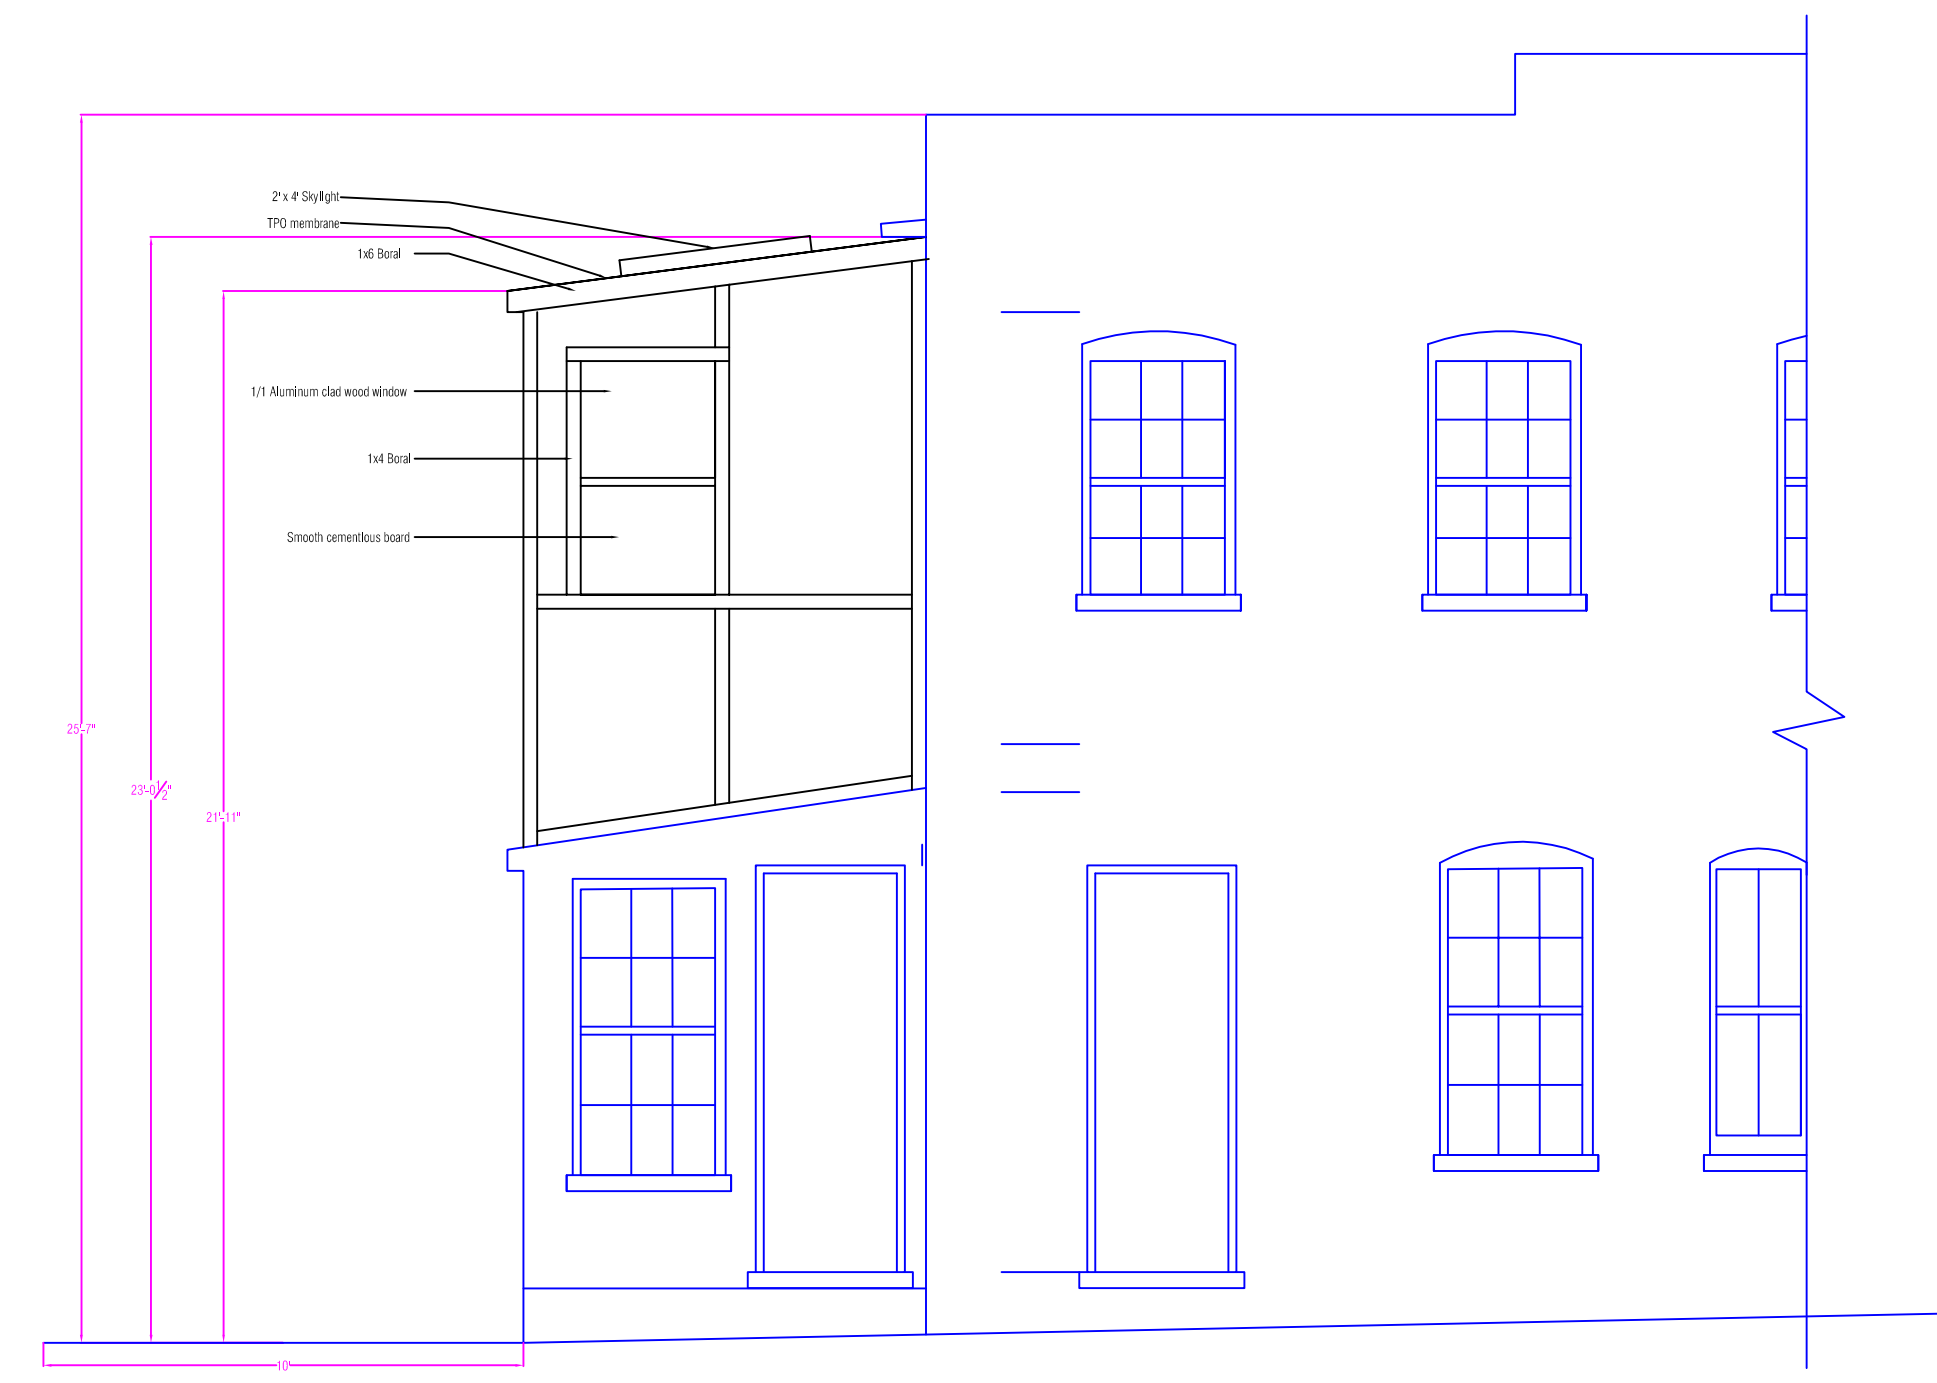 2' x 4' Skylight
TPO membrane
1x6 Boral
1/1 Aluminum clad wood window
1x4 Boral
Smooth cementious board
25'-7"
23'-0 1/2"
21'-11"
10'